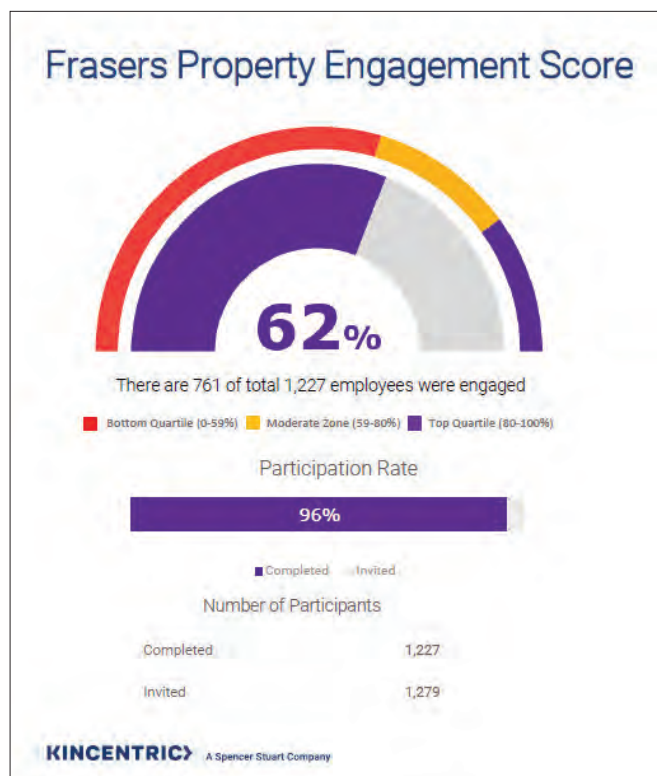 Frasers Property Engagement Score
62%
There are 761 of total 1,227 employees were engaged
Bottom Quartile (0-59%) Moderate Zone (59-80%) Top Quartile (80-100%)
Participation Rate
96%
Completed Invited
Number of Participants
Completed 1,227
Invited 1,279
KINCENTRIC> A Spencer Stuart Company